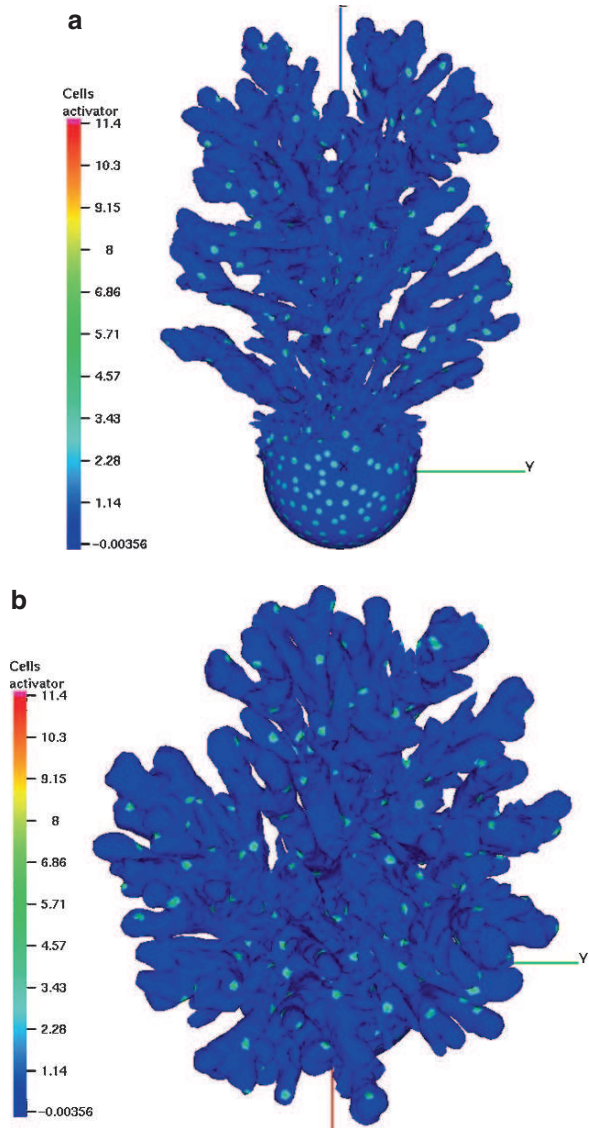 a
Cells
activator
11.4
10.3
9.15
8
6.86
5.71
4.57
3.43
2.28
1.14
-0.00356
X
Y
b
Cells
activator
11.4
10.3
9.15
8
6.86
5.71
4.57
3.43
2.28
1.14
-0.00356
Y